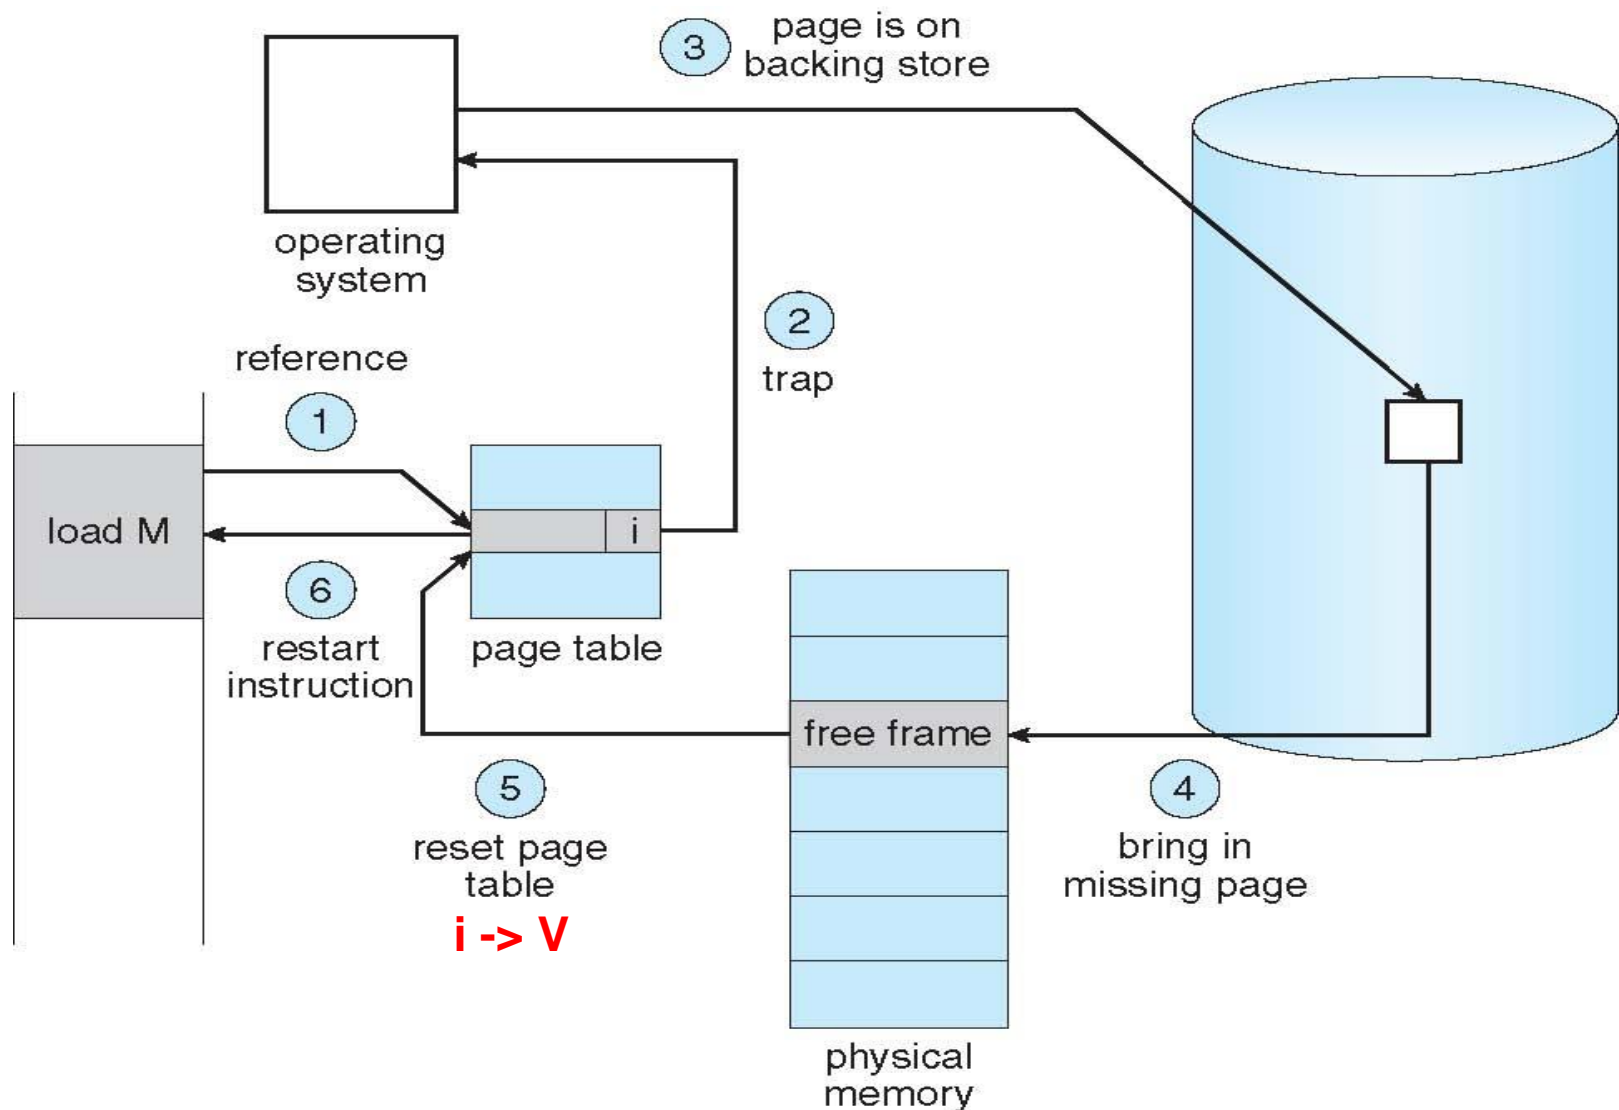 3
page is on
backing store
operating
system
2
trap
reference
1
load M
i
6
restart
instruction
page table
free frame
5
reset page
table
i -> V
4
bring in
missing page
physical
memory